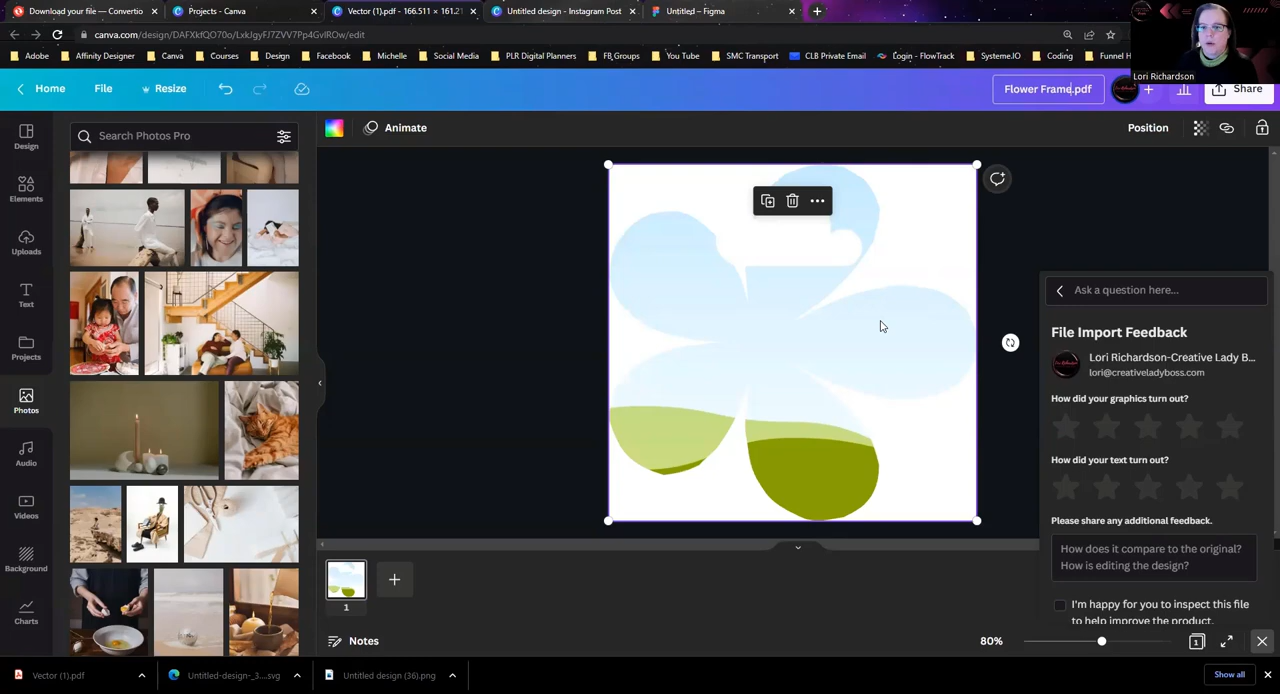 Download your file — Convertio
Projects - Canva
Vector (1).pdf - 166.511 × 161.21
Untitled design - Instagram Post
Untitled – Figma
canva.com/design/DAFXkfQO70o/LxkJgyFJ7ZVV7Pp4GvIROw/edit
Adobe
Affinity Designer
Canva
Courses
Design
Facebook
Michelle
Social Media
PLR Digital Planners
FB Groups
You Tube
SMC Transport
CLB Private Email
Login - FlowTrack
Systeme.IO
Coding
Funnel H
Lori Richardson
Home
File
Resize
Flower Frame.pdf
Share
Search Photos Pro
Animate
Position
Design
Elements
Uploads
Text
Projects
Photos
Audio
Videos
Background
Charts
Ask a question here...
File Import Feedback
Lori Richardson-Creative Lady B...
lori@creativeladyboss.com
How did your graphics turn out?
How did your text turn out?
Please share any additional feedback.
How does it compare to the original?
How is editing the design?
I'm happy for you to inspect this file
to help improve the product.
1
Notes
80%
1
Vector (1).pdf
Untitled-design-_3....svg
Untitled design (36).png
Show all